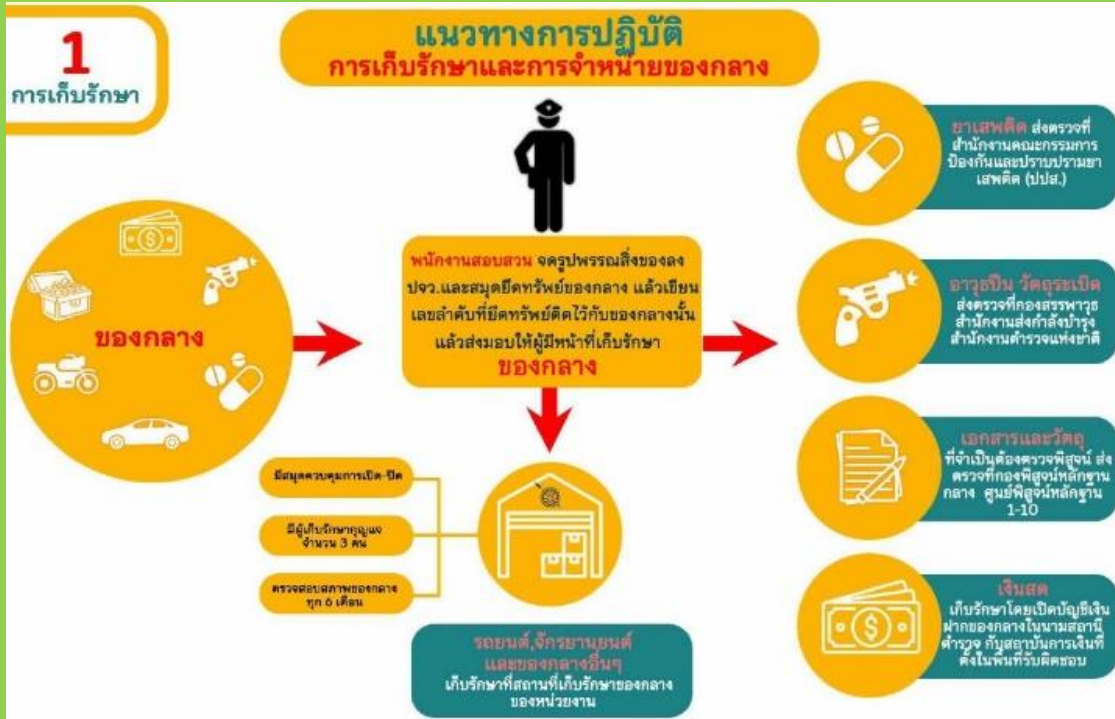 1
การเก็บรักษา
แนวทางการปฏิบัติ
การเก็บรักษาและการจำหน่ายของกลาง
ของกลาง
พนักงานสอบสวน จดรูปพรรณสิ่งของลง
ปจว.และสมุดยึดทรัพย์ของกลาง แล้วเขียน
เลขลำดับที่ยึดทรัพย์ติดไว้กับของกลางนั้น
แล้วส่งมอบให้ผู้มีหน้าที่เก็บรักษา
ของกลาง
มีสมุดควบคุมการเปิด-ปิด
มีผู้เก็บรักษากุญแจ
จำนวน 3 คน
ตรวจสอบสภาพของกลาง
ทุก 6 เดือน
รถยนต์,จักรยานยนต์
และของกลางอื่นๆ
เก็บรักษาที่สถานที่เก็บรักษาของกลาง
ของหน่วยงาน
ยาเสพติด ส่งตรวจที่
สำนักงานคณะกรรมการ
ป้องกันและปราบปรามยา
เสพติด (ปปส.)
อาวุธปืน วัตถุระเบิด
ส่งตรวจที่กองสรรพาวุธ
สำนักงานส่งกำลังบำรุง
สำนักงานตำรวจแห่งชาติ
เอกสารและวัตถุ
ที่จำเป็นต้องตรวจพิสูจน์ ส่ง
ตรวจที่กองพิสูจน์หลักฐาน
กลาง ศูนย์พิสูจน์หลักฐาน
1-10
เงินสด
เก็บรักษาโดยเปิดบัญชีเงิน
ฝากของกลางในนามสถานี
ตำรวจ กับสถาบันการเงินที่
ตั้งในพื้นที่รับผิดชอบ